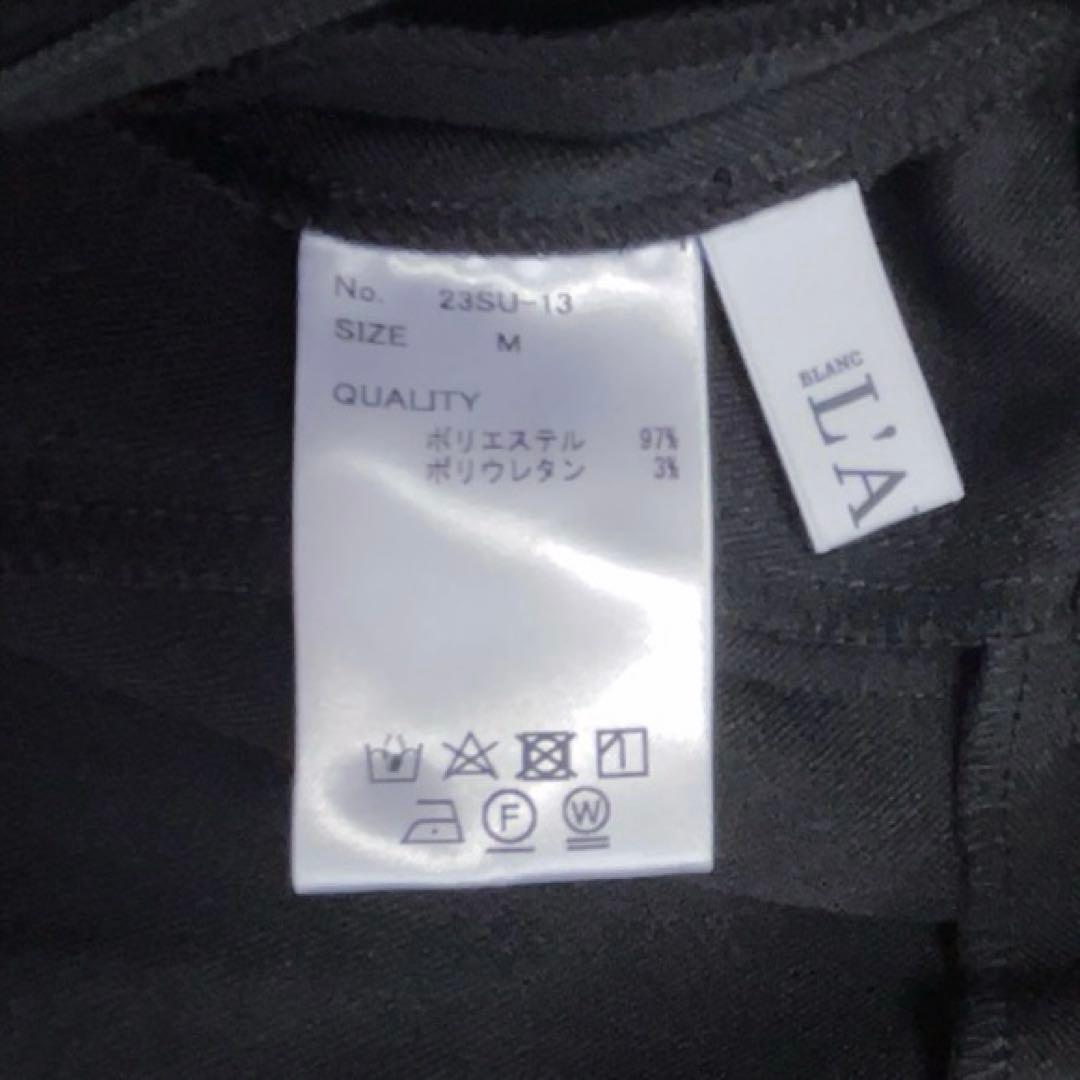 No. 23SU-13
SIZE M
QUALITY
ポリエステル 97%
ポリウレタン 3%
F W
BLANC
L'A